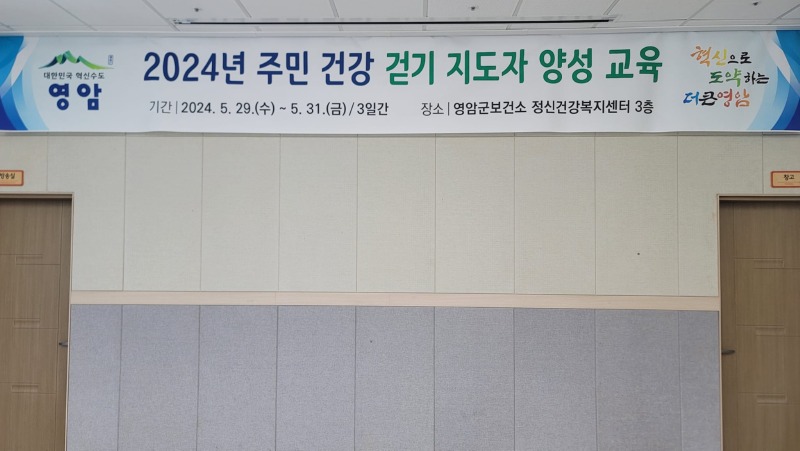 대한민국 혁신수도
영암
2024년 주민 건강 걷기 지도자 양성 교육
기간 | 2024. 5. 29.(수) ~ 5. 31.(금) / 3일간 장소 | 영암군보건소 정신건강복지센터 3층
혁신으로
도약하는
더큰영암
창고